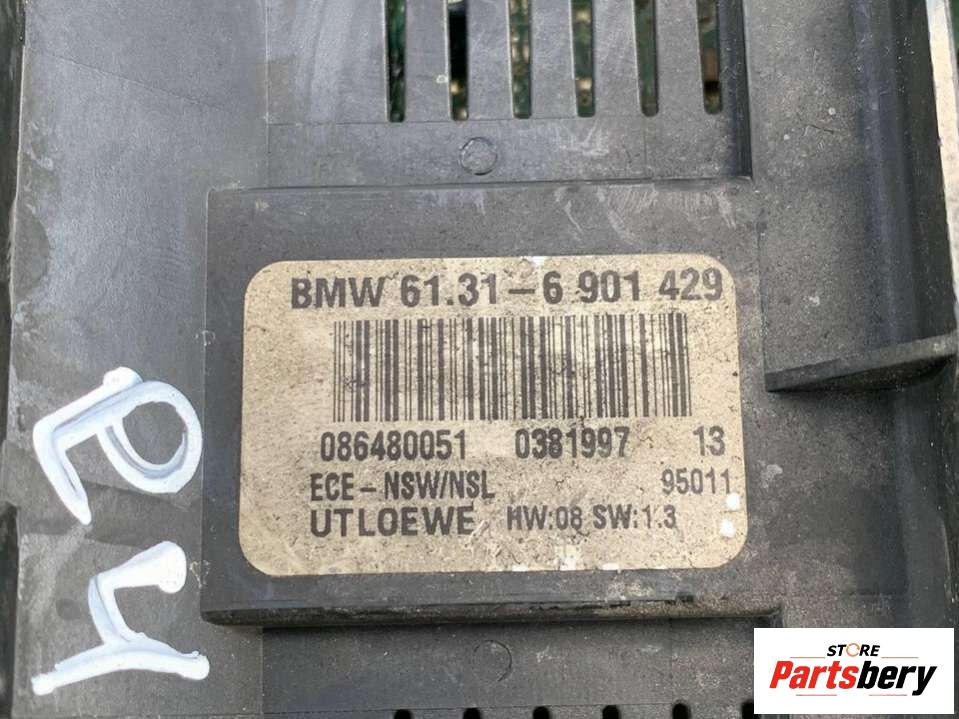 BMW 61.31-6 901 429
086480051 0381997 13
ECE-NSW/NSL 95011
UTLOEWE HW:08 SW:1.3
P4
STORE
Partsbery